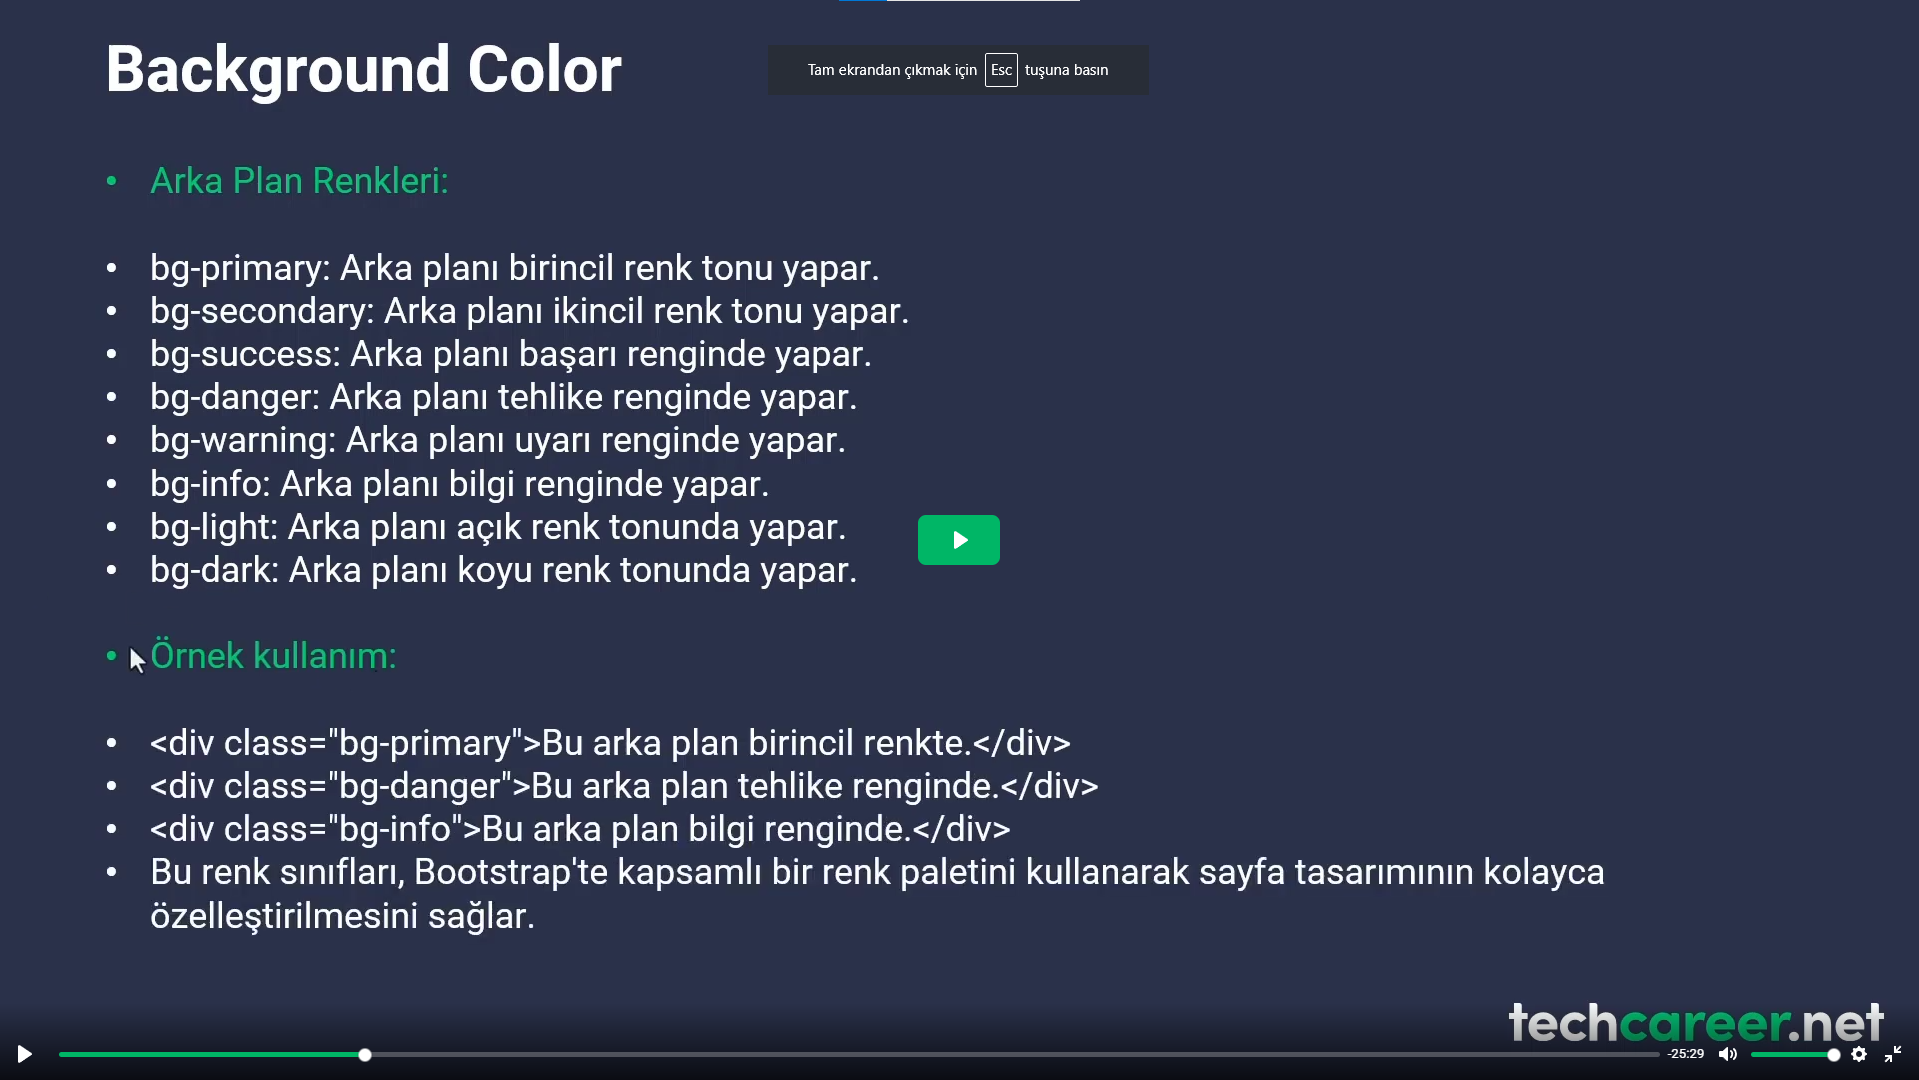 Background Color
Tam ekrandan çıkmak için Esc tuşuna basın
• Arka Plan Renkleri:
• bg-primary: Arka planı birincil renk tonu yapar.
• bg-secondary: Arka planı ikincil renk tonu yapar.
• bg-success: Arka planı başarı renginde yapar.
• bg-danger: Arka planı tehlike renginde yapar.
• bg-warning: Arka planı uyarı renginde yapar.
• bg-info: Arka planı bilgi renginde yapar.
• bg-light: Arka planı açık renk tonunda yapar.
• bg-dark: Arka planı koyu renk tonunda yapar.
• Örnek kullanım:
• <div class="bg-primary">Bu arka plan birincil renkte.</div>
• <div class="bg-danger">Bu arka plan tehlike renginde.</div>
• <div class="bg-info">Bu arka plan bilgi renginde.</div>
• Bu renk sınıfları, Bootstrap'te kapsamlı bir renk paletini kullanarak sayfa tasarımının kolayca
özelleştirilmesini sağlar.
techcareer.net
-25:29